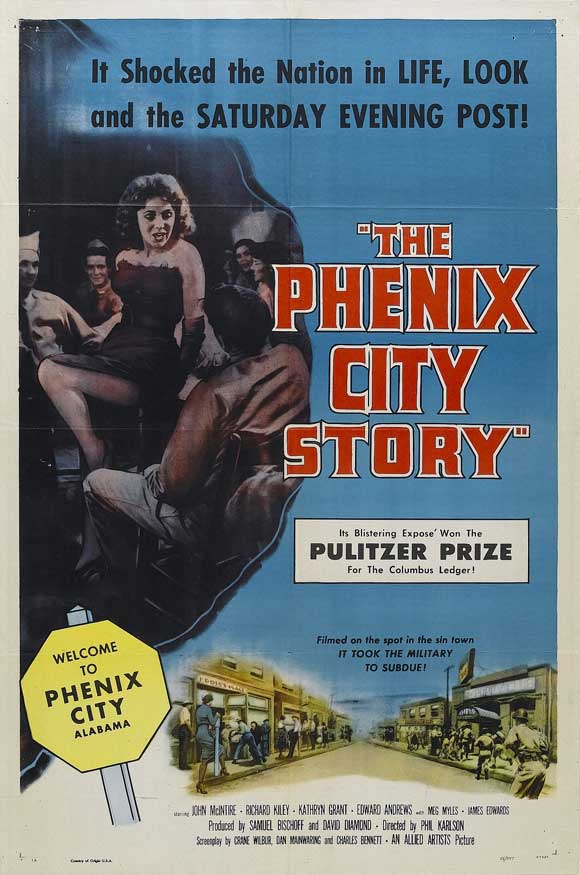 It Shocked the Nation in LIFE, LOOK
and the SATURDAY EVENING POST!
"THE
PHENIX
CITY
STORY"
Its Blistering Expose' Won The
PULITZER PRIZE
For The Columbus Ledger!
Filmed on the spot in the sin town
IT TOOK THE MILITARY
TO SUBDUE!
WELCOME
TO
PHENIX
CITY
ALABAMA
EDDIE'S PLACE
starring JOHN McINTIRE · RICHARD KILEY · KATHRYN GRANT · EDWARD ANDREWS with MEG MYLES · JAMES EDWARDS
Produced by SAMUEL BISCHOFF and DAVID DIAMOND · Directed by PHIL KARLSON
Screenplay by CRANE WILBUR, DAN MAINWARING and CHARLES BENNETT · AN ALLIED ARTISTS Picture
Country of Origin U.S.A.